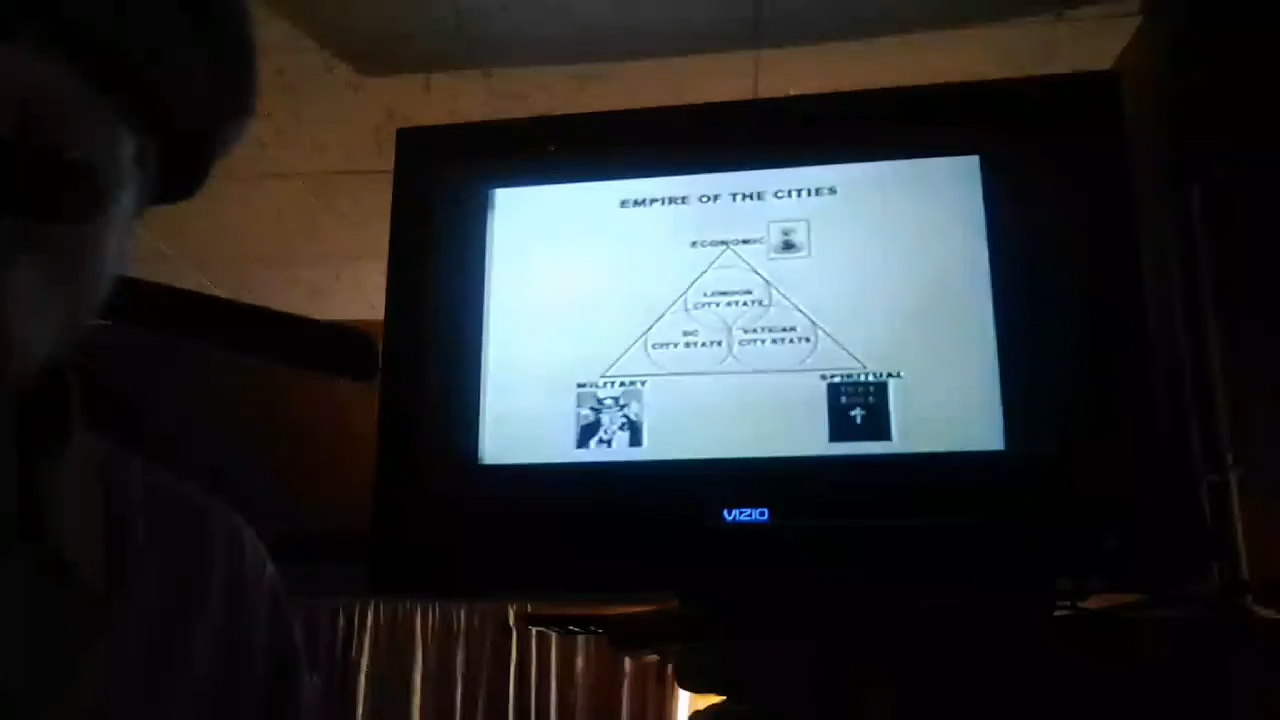 EMPIRE OF THE CITIES
ECONOMIC
LONDON
CITY STATE
DC
CITY STATE
VATICAN
CITY STATE
MILITARY
SPIRITUAL
VIZIO